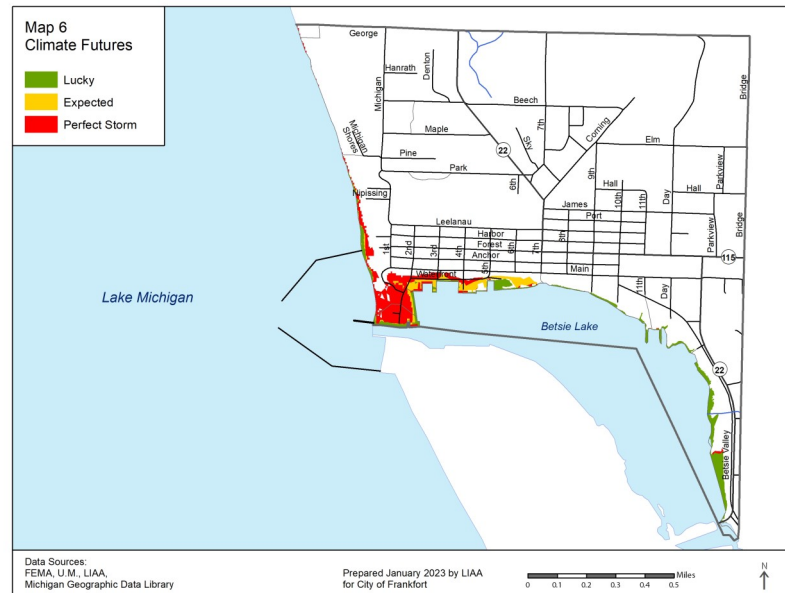 Map 6
Climate Futures
Lucky
Expected
Perfect Storm
George
Hanrath
Denton
Michigan
Beech
Bridge
7th
Corning
Maple
Sky
Michigan
Shores
22
Elm
Pine
Park
6th
9th
Parkview
Nipissing
Hall
10th
11th
Day
Hall
James
Port
Leelanau
Harbor
Forest
Anchor
1st
2nd
3rd
4th
5th
6th
7th
8th
Parkview
Bridge
115
Waterfront
Main
11th
Day
Lake Michigan
Betsie Lake
22
Betsie Valley
Data Sources:
FEMA, U.M., LIAA,
Michigan Geographic Data Library
Prepared January 2023 by LIAA
for City of Frankfort
Miles
0 0.1 0.2 0.3 0.4 0.5
N